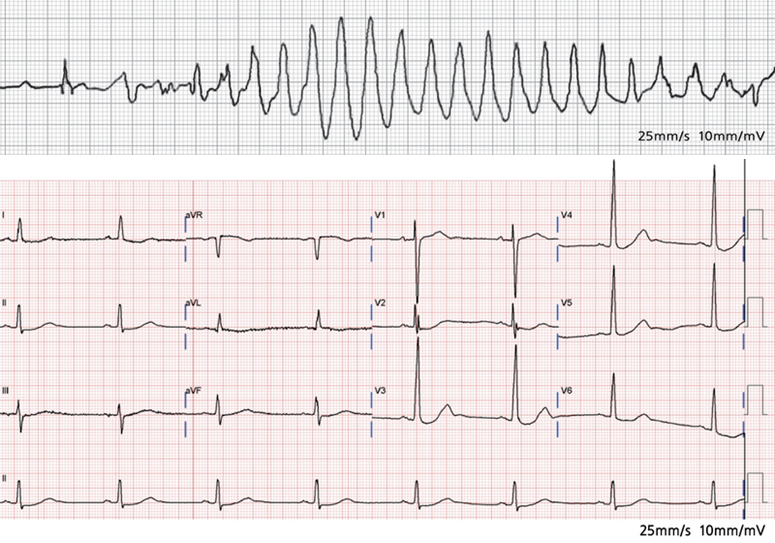 25mm/s 10mm/mV
I aVR V1 V4
II aVL V2 V5
III aVF V3 V6
II
25mm/s 10mm/mV